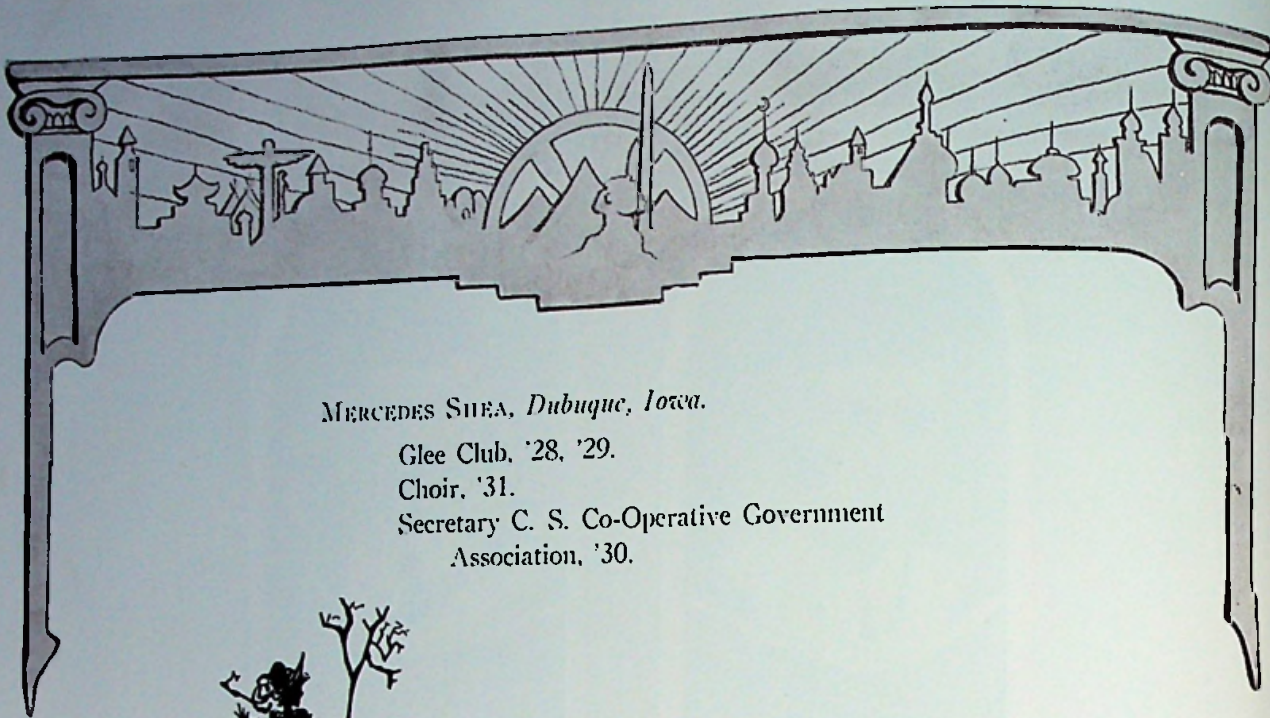 MERCEDES SHEA, Dubuque, Iowa.
Glee Club, '28, '29.
Choir, '31.
Secretary C. S. Co-Operative Government
Association, '30.